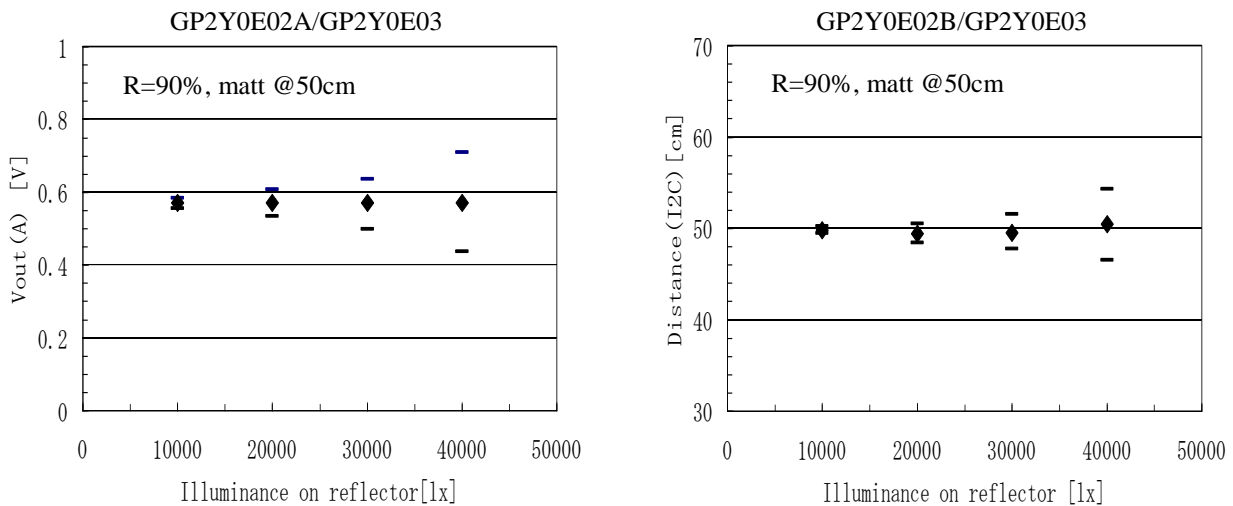 GP2Y0E02A/GP2Y0E03
R=90%, matt @50cm
Vout(A) [V]
1
0.8
0.6
0.4
0.2
0
0 10000 20000 30000 40000 50000
Illuminance on reflector[lx]
GP2Y0E02B/GP2Y0E03
R=90%, matt @50cm
Distance(I2C) [cm]
70
60
50
40
30
0 10000 20000 30000 40000 50000
Illuminance on reflector [lx]